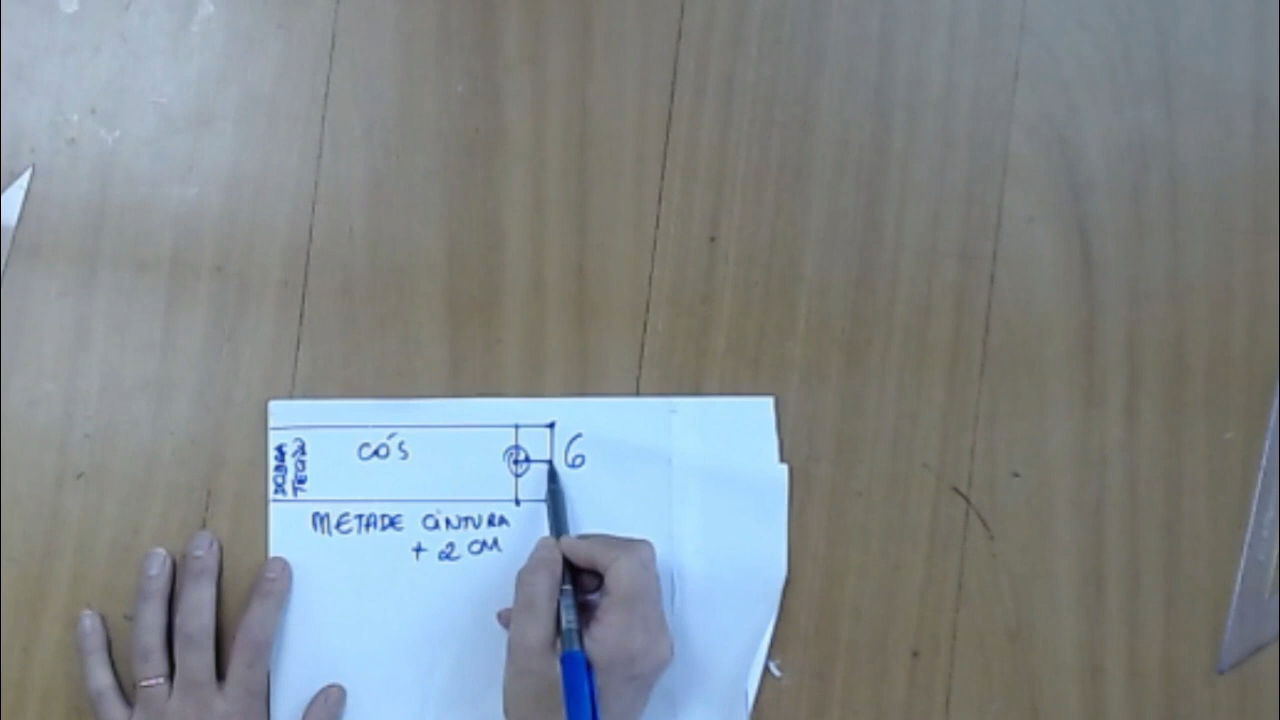 DOBRA
TECIDO
CÓS
6
METADE CINTURA
+ 2 CM